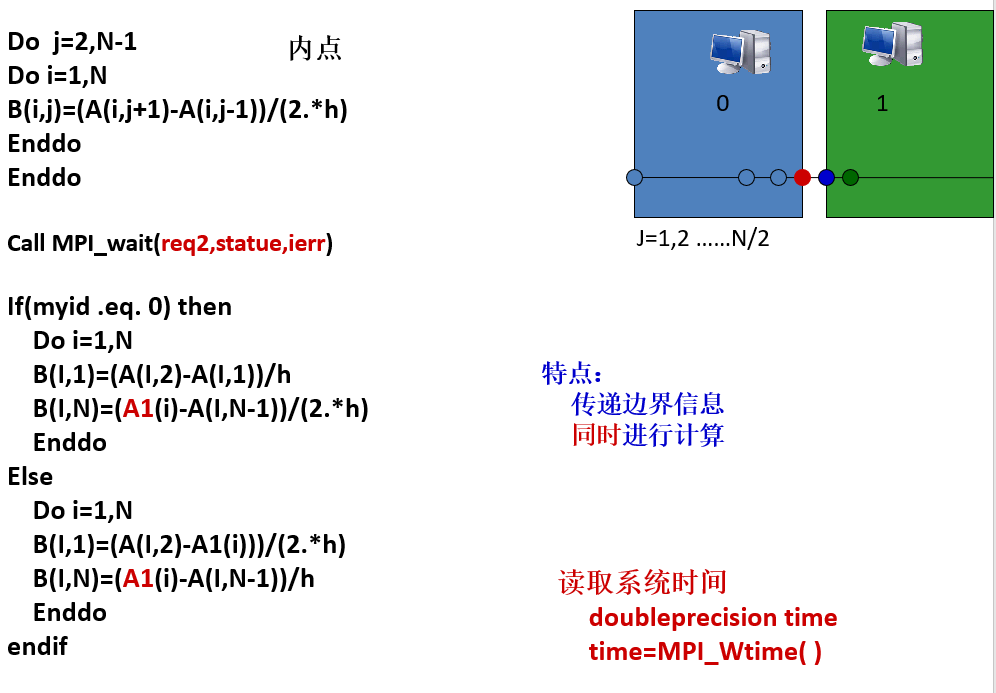 Do j=2,N-1
内点
Do i=1,N
B(i,j)=(A(i,j+1)-A(i,j-1))/(2.*h)
Enddo
Enddo
Call MPI_wait(req2,statue,ierr)
If(myid .eq. 0) then
Do i=1,N
B(I,1)=(A(I,2)-A(I,1))/h
B(I,N)=(A1(i)-A(I,N-1))/(2.*h)
Enddo
Else
Do i=1,N
B(I,1)=(A(I,2)-A1(i)))/(2.*h)
B(I,N)=(A1(i)-A(I,N-1))/h
Enddo
endif
0
1
J=1,2 ……N/2
特点：
传递边界信息
同时进行计算
读取系统时间
doubleprecision time
time=MPI_Wtime( )